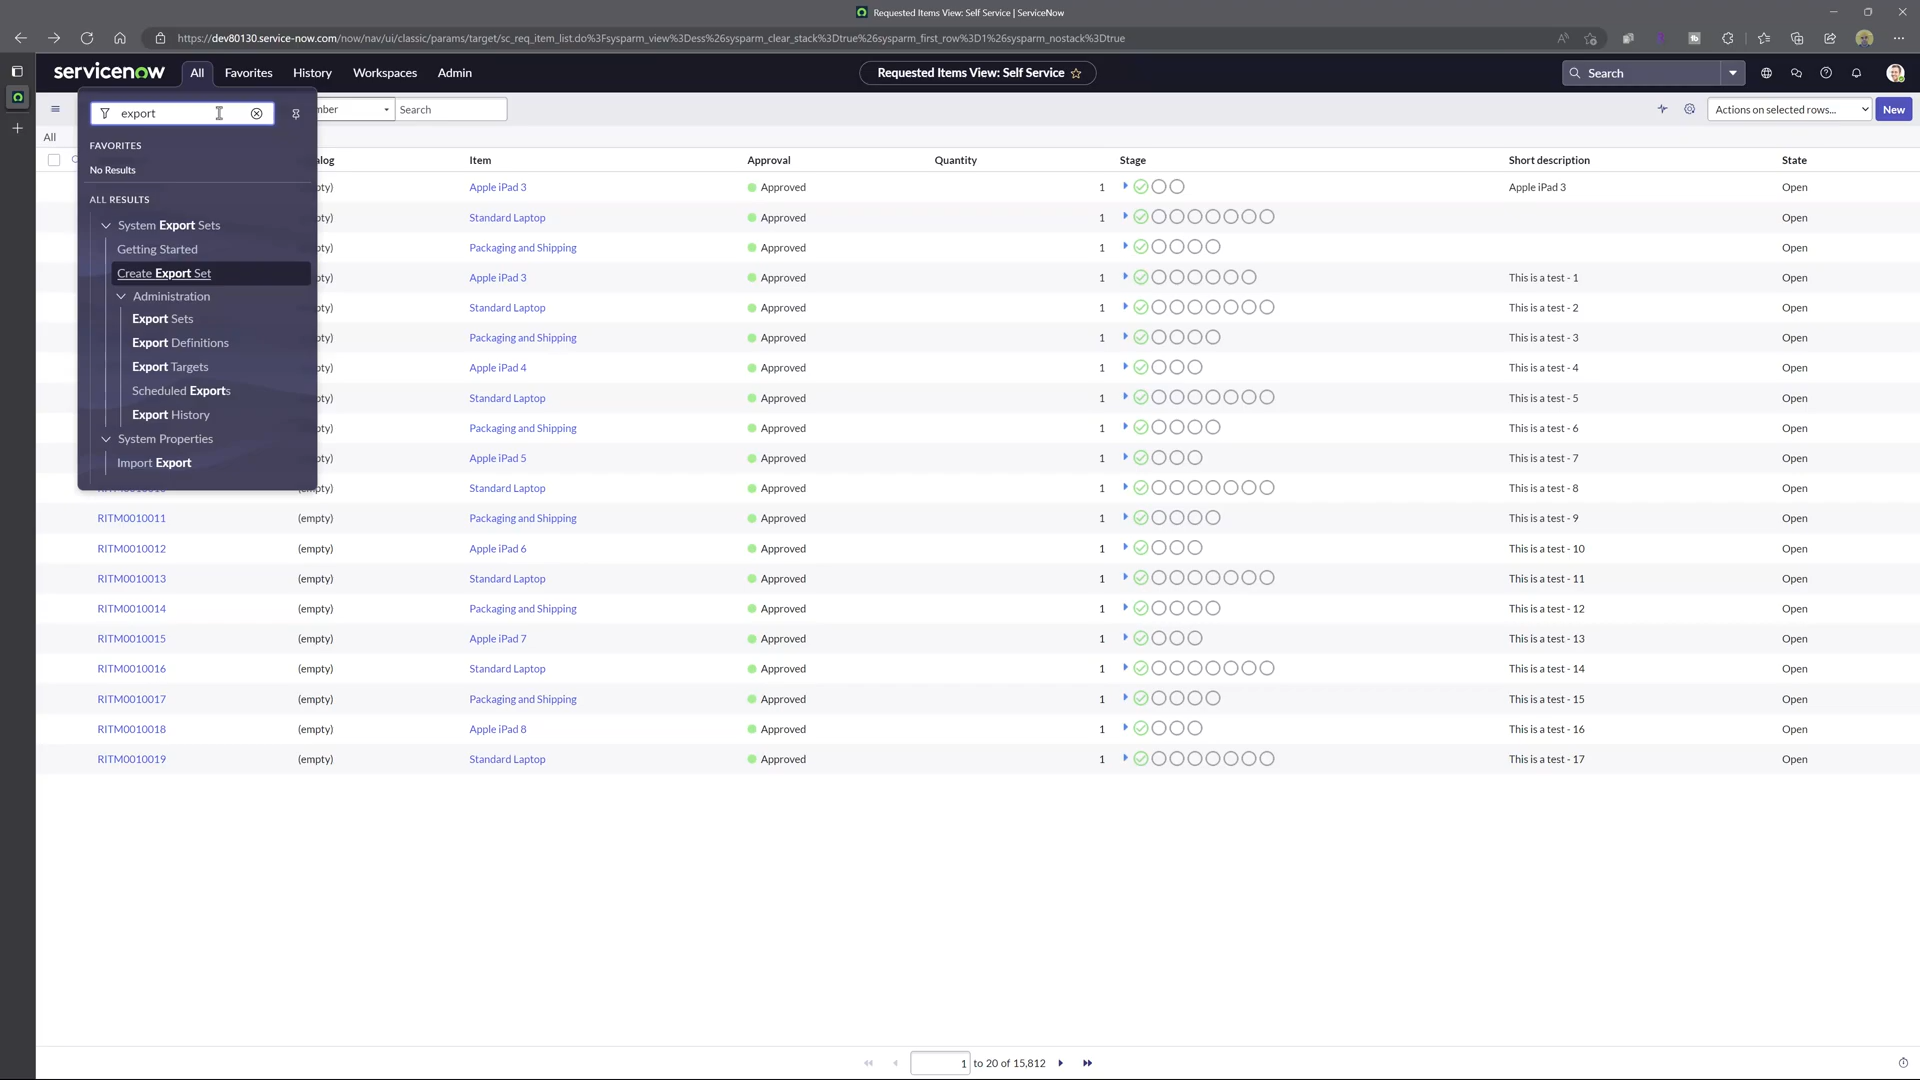 Requested Items View: Self Service | ServiceNow
https://dev80130.service-now.com/now/nav/ui/classic/params/target/sc_req_item_list.do%3Fsysparm_view%3Dess%26sysparm_clear_stack%3Dtrue%26sysparm_first_row%3D1%26sysparm_nostack%3Dtrue
servicenow All Favorites History Workspaces Admin Requested Items View: Self Service Search
export
Search Actions on selected rows... New
All
FAVORITES
No Results
ALL RESULTS
System Export Sets
Getting Started
Create Export Set
Administration
Export Sets
Export Definitions
Export Targets
Scheduled Exports
Export History
System Properties
Import Export
Item Approval Quantity Stage Short description State
Apple iPad 3 Approved 1 Apple iPad 3 Open
Standard Laptop Approved 1 Open
Packaging and Shipping Approved 1 Open
Apple iPad 3 Approved 1 This is a test - 1 Open
Standard Laptop Approved 1 This is a test - 2 Open
Packaging and Shipping Approved 1 This is a test - 3 Open
Apple iPad 4 Approved 1 This is a test - 4 Open
Standard Laptop Approved 1 This is a test - 5 Open
Packaging and Shipping Approved 1 This is a test - 6 Open
Apple iPad 5 Approved 1 This is a test - 7 Open
Standard Laptop Approved 1 This is a test - 8 Open
RITM0010011 (empty) Packaging and Shipping Approved 1 This is a test - 9 Open
RITM0010012 (empty) Apple iPad 6 Approved 1 This is a test - 10 Open
RITM0010013 (empty) Standard Laptop Approved 1 This is a test - 11 Open
RITM0010014 (empty) Packaging and Shipping Approved 1 This is a test - 12 Open
RITM0010015 (empty) Apple iPad 7 Approved 1 This is a test - 13 Open
RITM0010016 (empty) Standard Laptop Approved 1 This is a test - 14 Open
RITM0010017 (empty) Packaging and Shipping Approved 1 This is a test - 15 Open
RITM0010018 (empty) Apple iPad 8 Approved 1 This is a test - 16 Open
RITM0010019 (empty) Standard Laptop Approved 1 This is a test - 17 Open
1 to 20 of 15,812